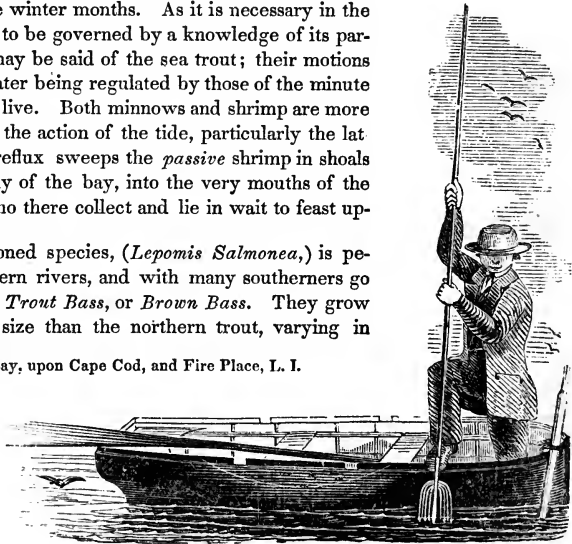 e winter months. As it is necessary in the
to be governed by a knowledge of its par-
may be said of the sea trout; their motions
ater being regulated by those of the minute
live. Both minnows and shrimp are more
the action of the tide, particularly the lat
reflux sweeps the passive shrimp in shoals
y of the bay, into the very mouths of the
ho there collect and lie in wait to feast up-
oned species, (Lepomis Salmonea,) is pe-
ern rivers, and with many southerners go
Trout Bass, or Brown Bass. They grow
size than the northern trout, varying in
ay, upon Cape Cod, and Fire Place, L. I.